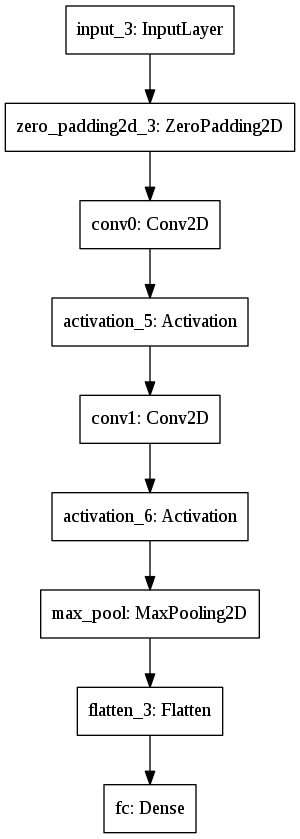 input_3: InputLayer
zero_padding2d_3: ZeroPadding2D
conv0: Conv2D
activation_5: Activation
conv1: Conv2D
activation_6: Activation
max_pool: MaxPooling2D
flatten_3: Flatten
fc: Dense